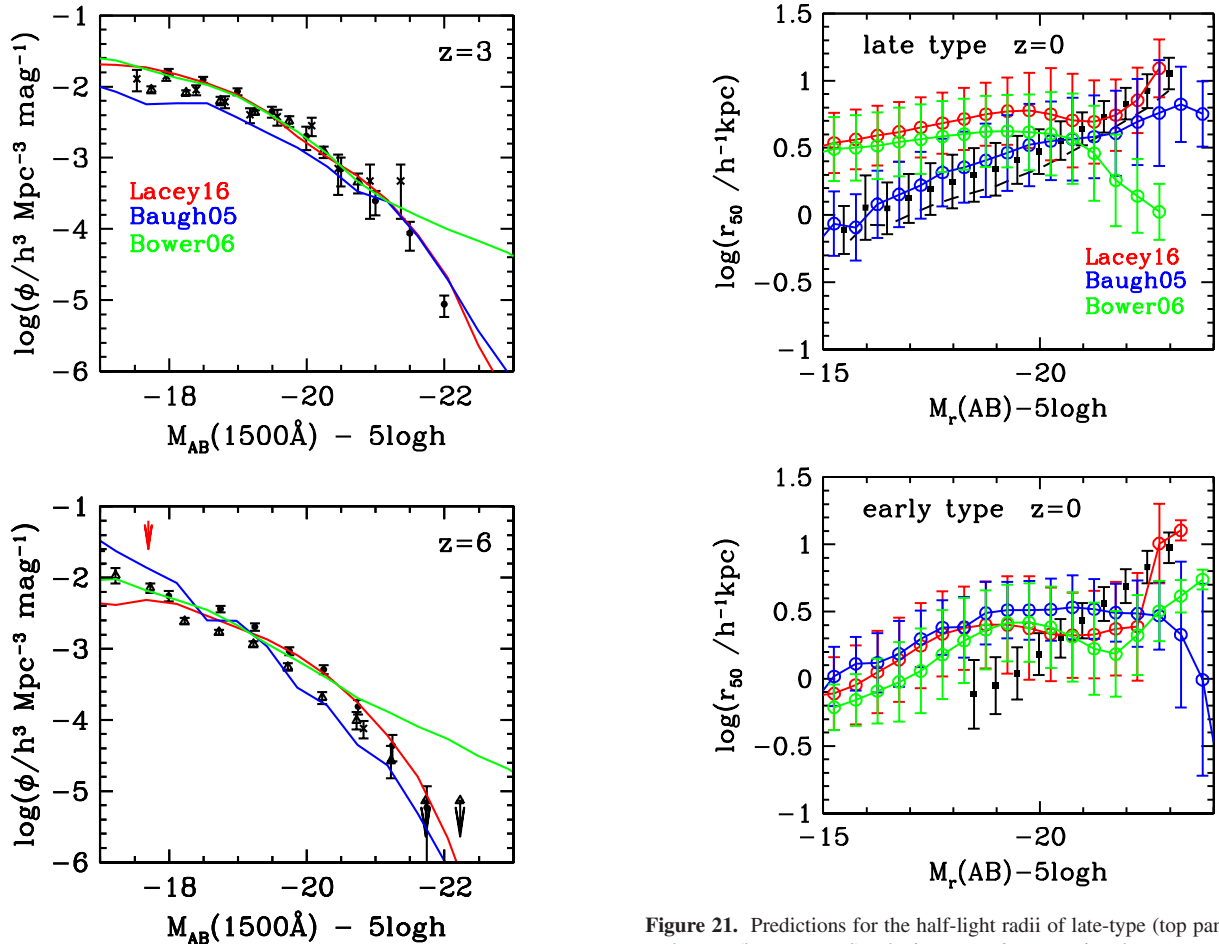 −1
−2
−3
−4
−5
−6
log(ϕ/h³ Mpc⁻³ mag⁻¹)
z=3
Lacey16
Baugh05
Bower06
−18
−20
−22
M_AB(1500Å) − 5logh
−1
−2
−3
−4
−5
−6
log(ϕ/h³ Mpc⁻³ mag⁻¹)
z=6
−18
−20
−22
M_AB(1500Å) − 5logh
1.5
1
0.5
0
−0.5
−1
log(r₅₀ /h⁻¹kpc)
late type z=0
Lacey16
Baugh05
Bower06
−15
−20
M_r(AB)−5logh
1.5
1
0.5
0
−0.5
−1
log(r₅₀ /h⁻¹kpc)
early type z=0
−15
−20
M_r(AB)−5logh
Figure 21. Predictions for the half-light radii of late-type (top par